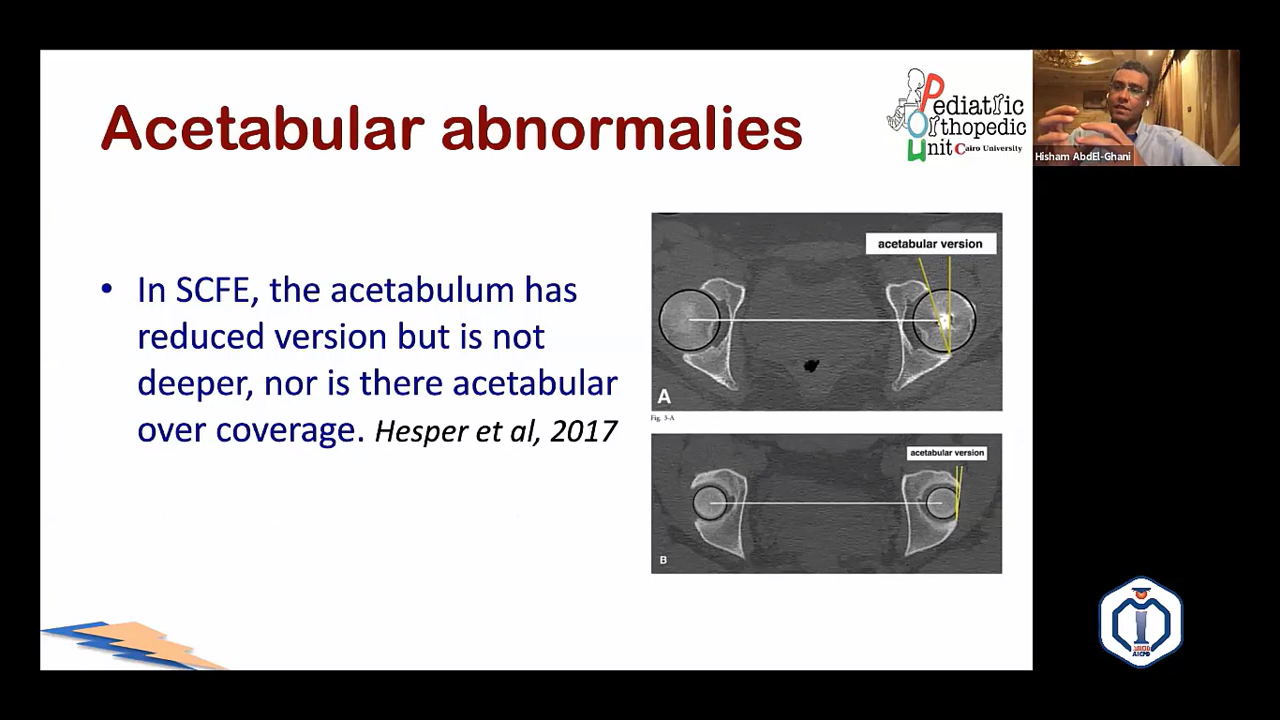 Acetabular abnormalies
Pediatric
Orthopedic
Unit Cairo University
Hisham AbdEl-Ghani
• In SCFE, the acetabulum has
reduced version but is not
deeper, nor is there acetabular
over coverage. Hesper et al, 2017
acetabular version
A
Fig. 3-A
acetabular version
B